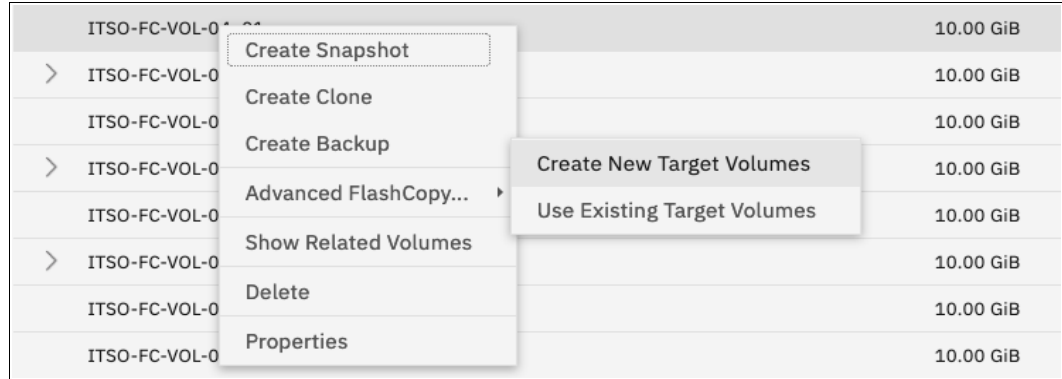 ITSO-FC-VOL-04_01 10.00 GiB
ITSO-FC-VOL-0 10.00 GiB
ITSO-FC-VOL-0 10.00 GiB
ITSO-FC-VOL-0 10.00 GiB
ITSO-FC-VOL-0 10.00 GiB
ITSO-FC-VOL-0 10.00 GiB
ITSO-FC-VOL-0 10.00 GiB
ITSO-FC-VOL-0 10.00 GiB
Create Snapshot
Create Clone
Create Backup
Advanced FlashCopy...
Show Related Volumes
Delete
Properties
Create New Target Volumes
Use Existing Target Volumes